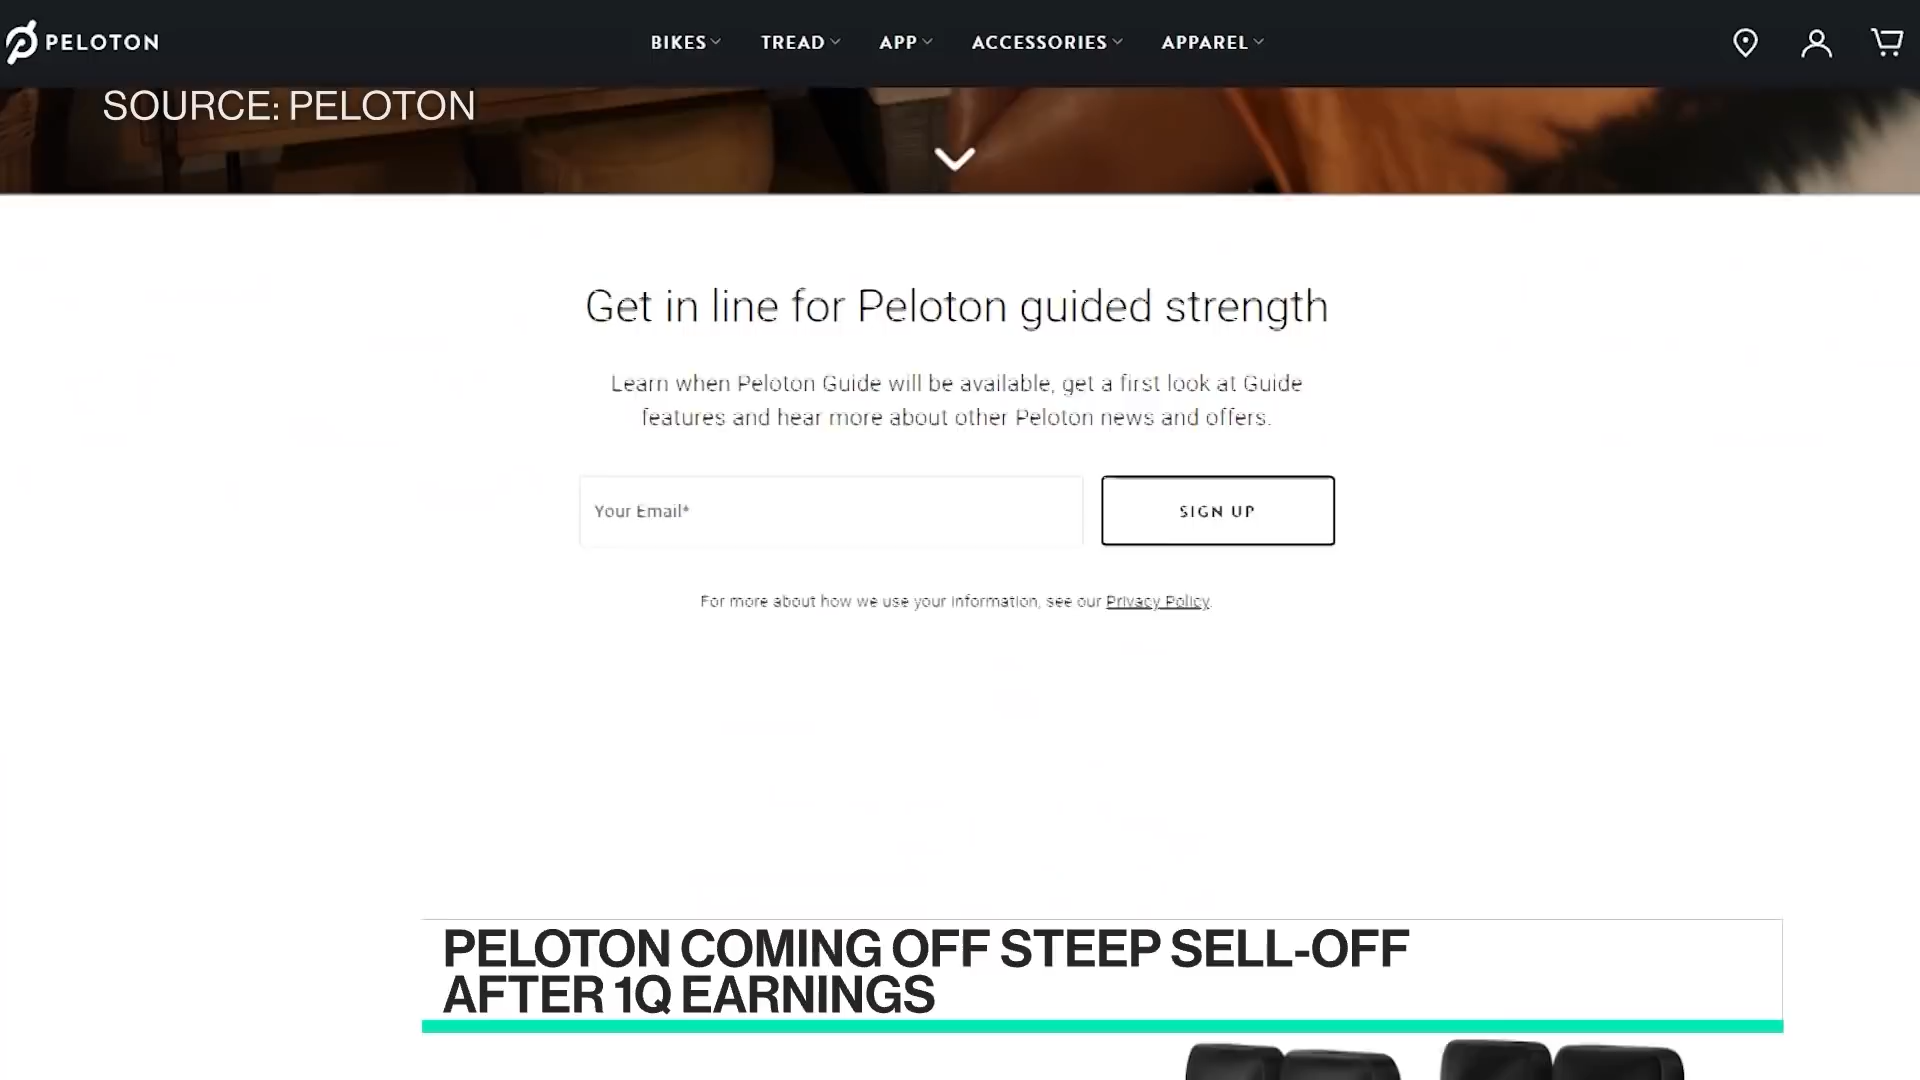 PELOTON
BIKES TREAD APP ACCESSORIES APPAREL
SOURCE: PELOTON
Get in line for Peloton guided strength
Learn when Peloton Guide will be available, get a first look at Guide
features and hear more about other Peloton news and offers.
Your Email*
SIGN UP
For more about how we use your information, see our Privacy Policy.
PELOTON COMING OFF STEEP SELL-OFF
AFTER 1Q EARNINGS